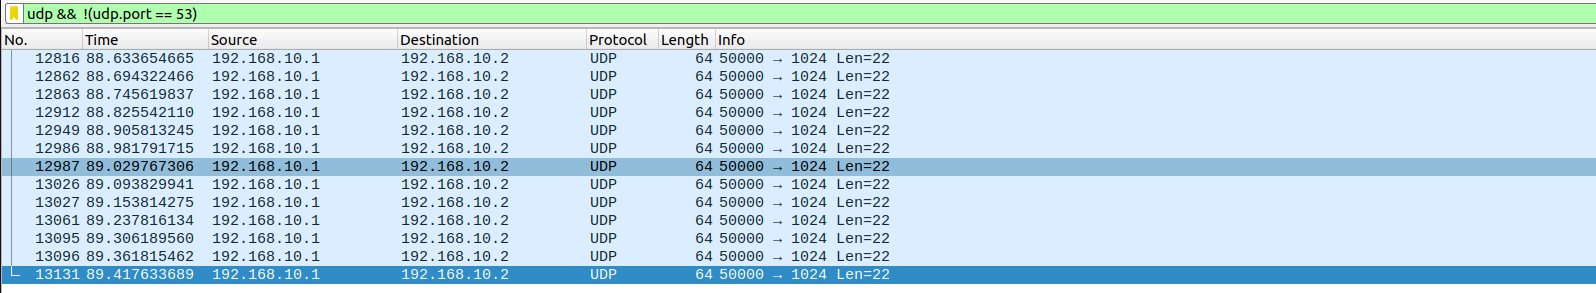 udp &&  !(udp.port == 53)
No. Time Source Destination Protocol Length Info
12816 88.633654665 192.168.10.1 192.168.10.2 UDP 64 50000 → 1024 Len=22
12862 88.694322466 192.168.10.1 192.168.10.2 UDP 64 50000 → 1024 Len=22
12863 88.745619837 192.168.10.1 192.168.10.2 UDP 64 50000 → 1024 Len=22
12912 88.825542110 192.168.10.1 192.168.10.2 UDP 64 50000 → 1024 Len=22
12949 88.905813245 192.168.10.1 192.168.10.2 UDP 64 50000 → 1024 Len=22
12986 88.981791715 192.168.10.1 192.168.10.2 UDP 64 50000 → 1024 Len=22
12987 89.029767306 192.168.10.1 192.168.10.2 UDP 64 50000 → 1024 Len=22
13026 89.093829941 192.168.10.1 192.168.10.2 UDP 64 50000 → 1024 Len=22
13027 89.153814275 192.168.10.1 192.168.10.2 UDP 64 50000 → 1024 Len=22
13061 89.237816134 192.168.10.1 192.168.10.2 UDP 64 50000 → 1024 Len=22
13095 89.306189560 192.168.10.1 192.168.10.2 UDP 64 50000 → 1024 Len=22
13096 89.361815462 192.168.10.1 192.168.10.2 UDP 64 50000 → 1024 Len=22
13131 89.417633689 192.168.10.1 192.168.10.2 UDP 64 50000 → 1024 Len=22